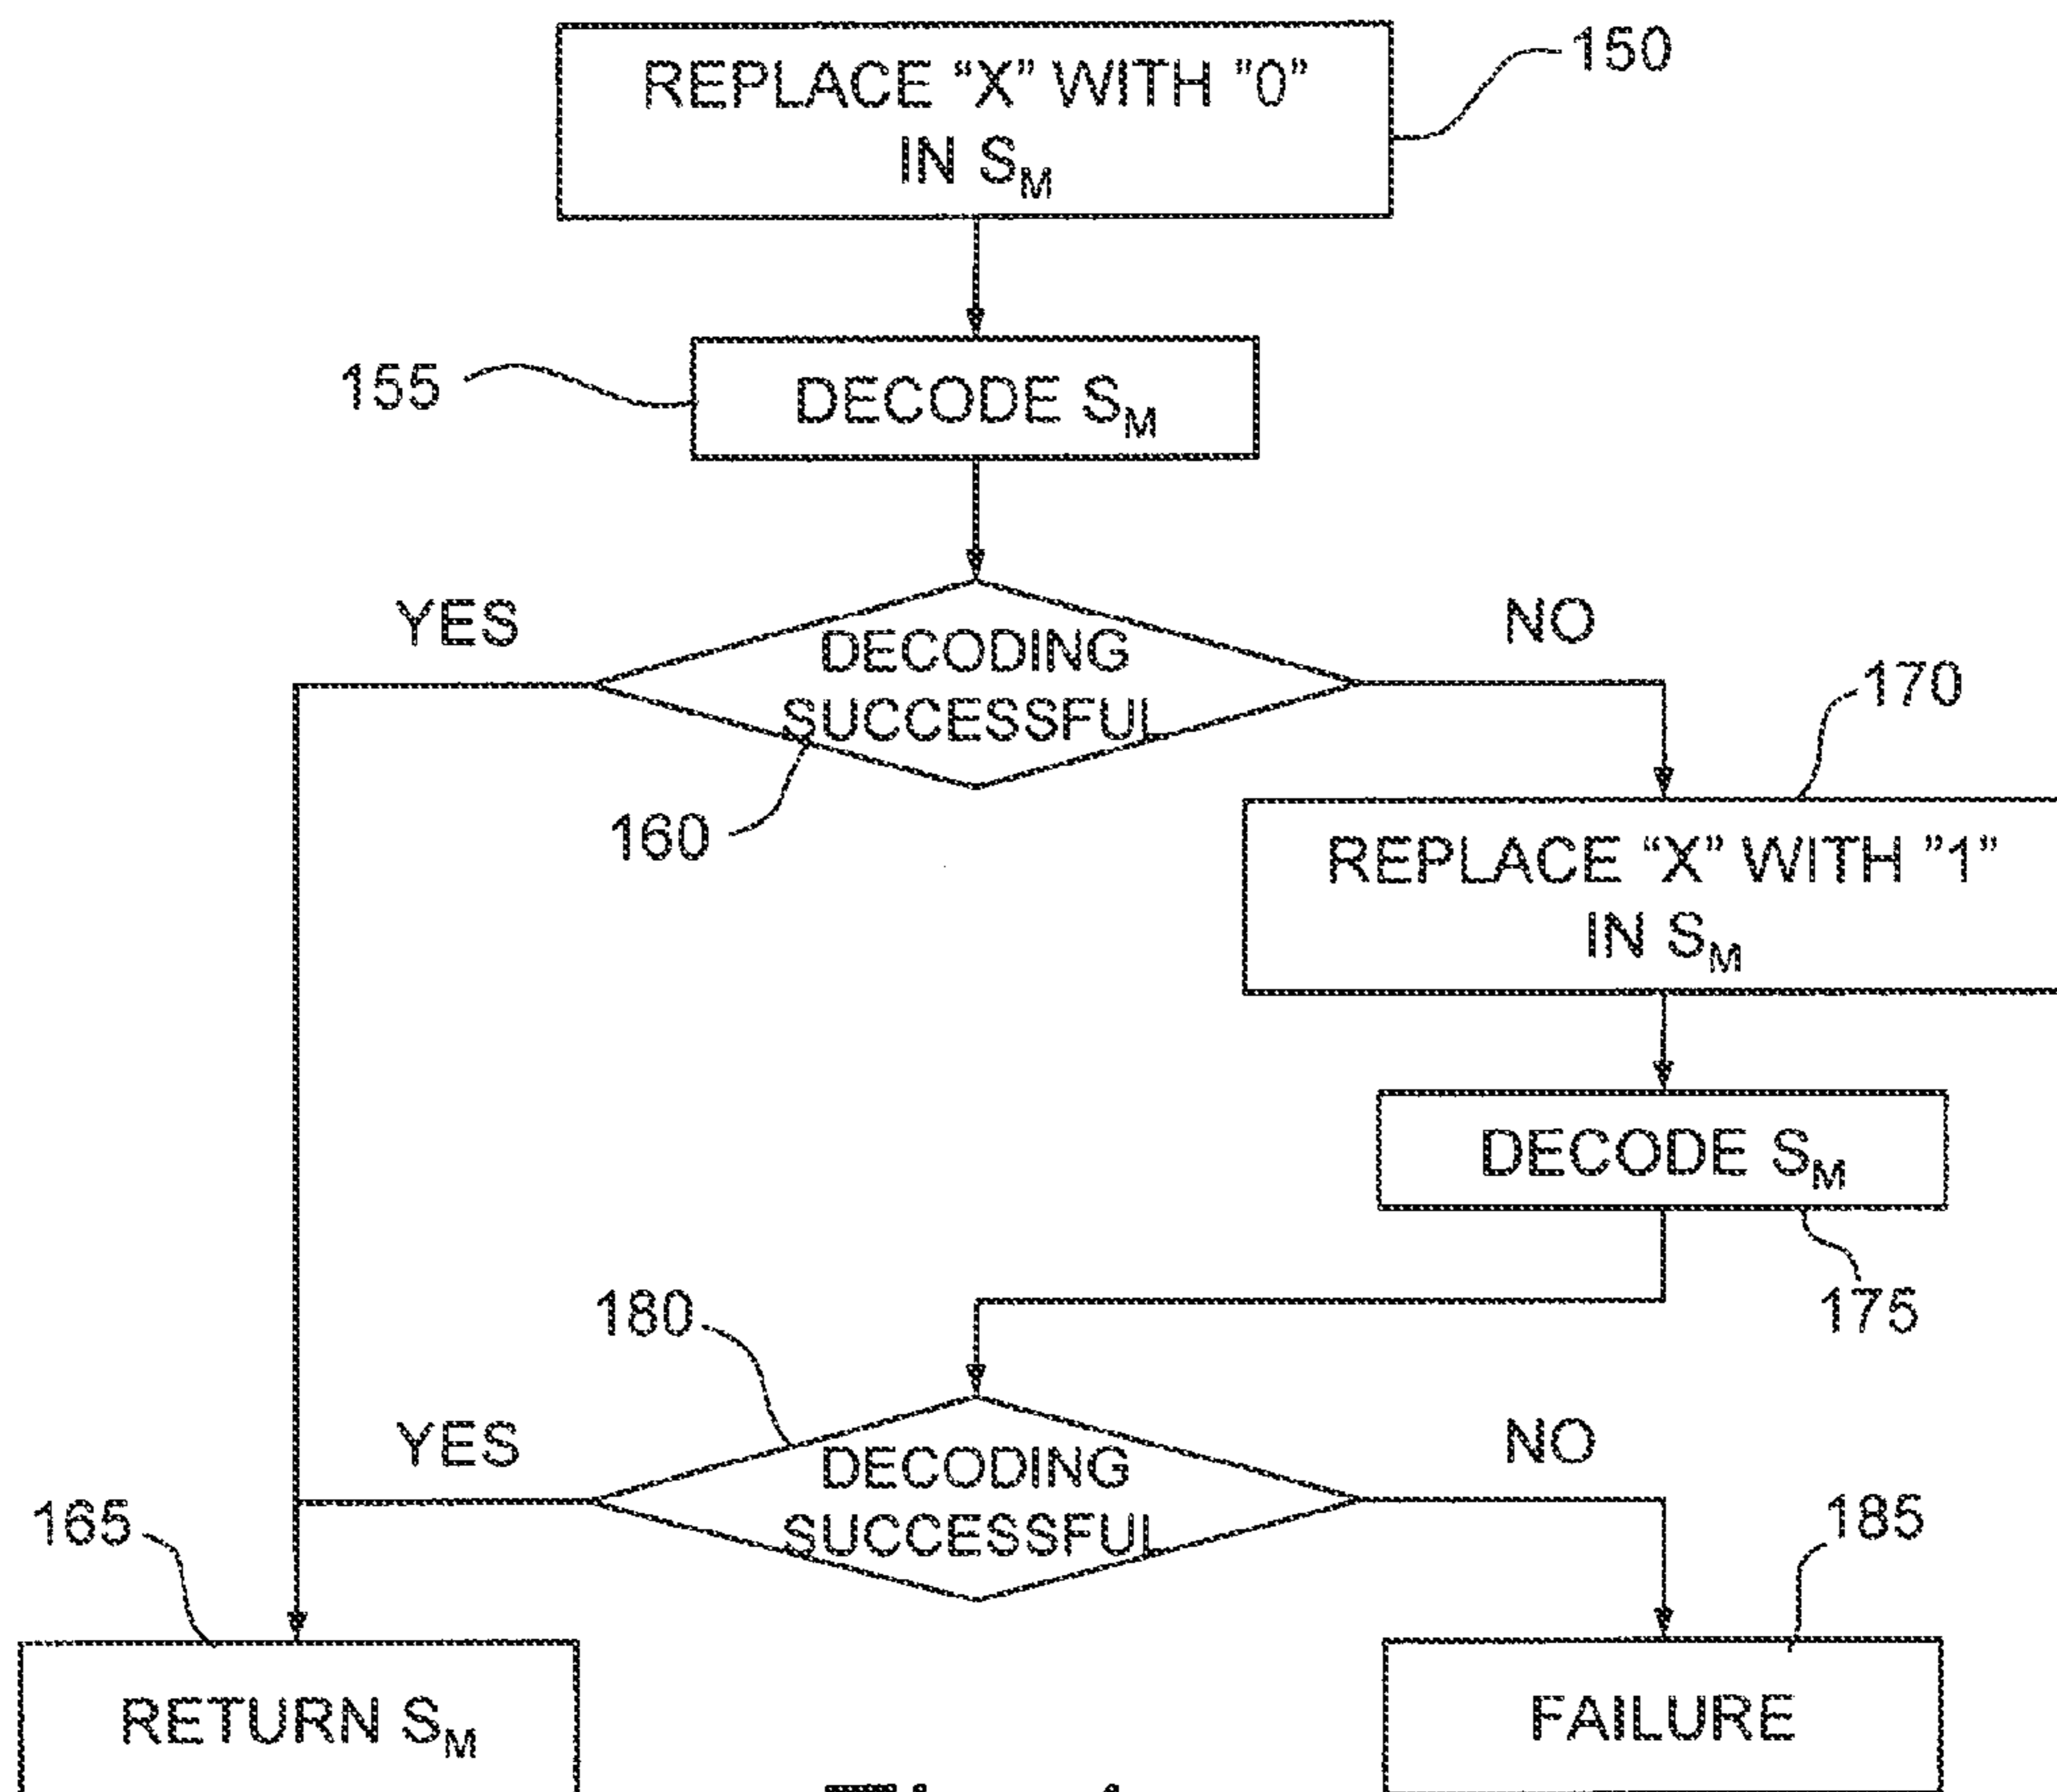 REPLACE “X” WITH ”0”
IN SM
150
155
DECODE SM
YES
DECODING
SUCCESSFUL
NO
160
170
REPLACE “X” WITH ”1”
IN SM
DECODE SM
175
180
YES
DECODING
SUCCESSFUL
NO
165
185
RETURN SM
FAILURE